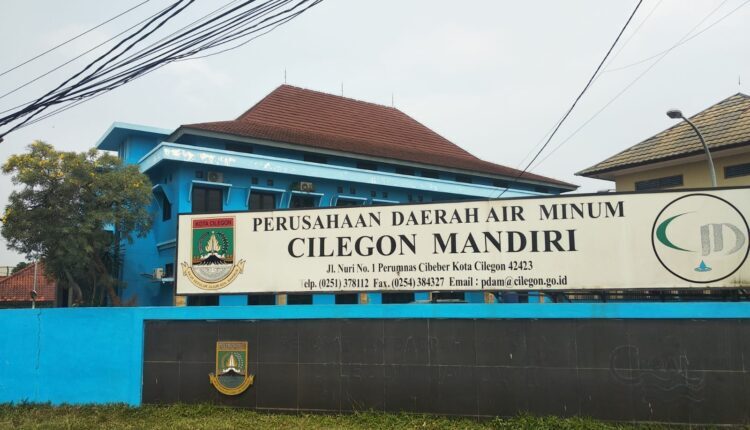 KOTA CILEGON
PERUSAHAAN DAERAH AIR MINUM
CILEGON MANDIRI
Jl. Nuri No. 1 Perumnas Cibeber Kota Cilegon 42423
Telp. (0251) 378112 Fax. (0254) 384327 Email : pdam@cilegon.go.id